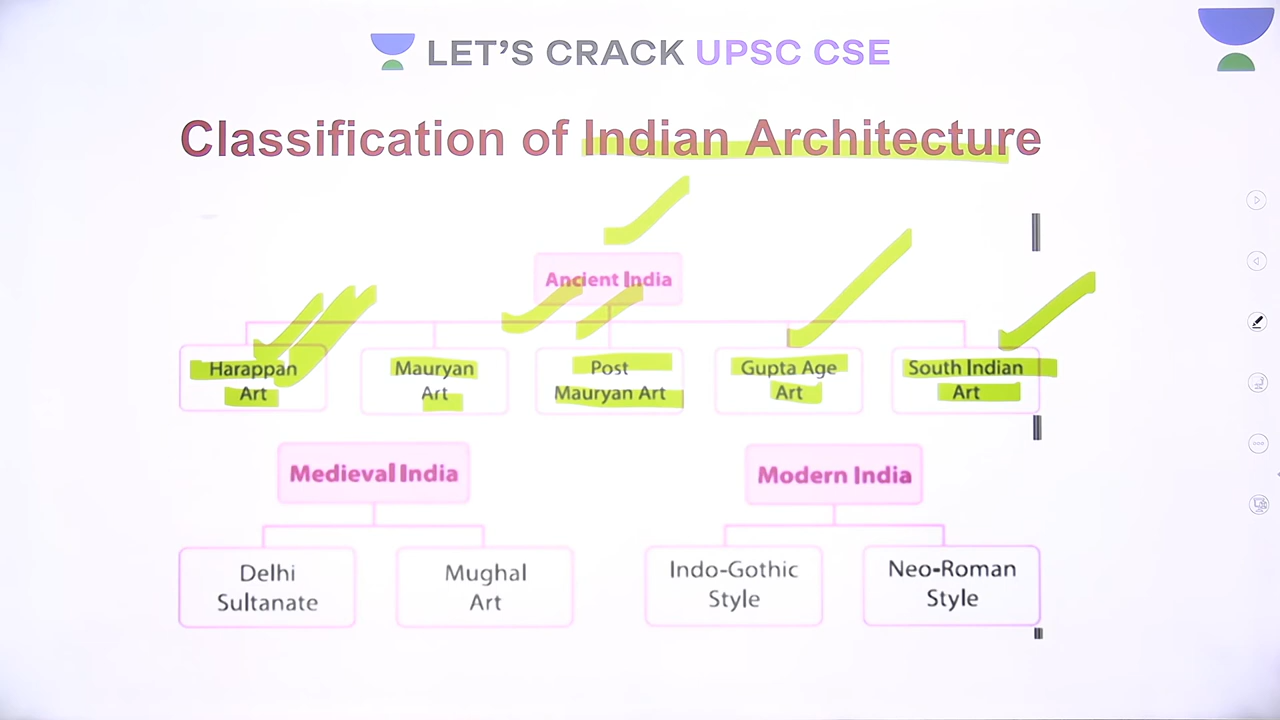 LET'S CRACK UPSC CSE
Classification of Indian Architecture
Ancient India
Harappan
Art
Mauryan
Art
Post
Mauryan Art
Gupta Age
Art
South Indian
Art
Medieval India
Modern India
Delhi
Sultanate
Mughal
Art
Indo-Gothic
Style
Neo-Roman
Style